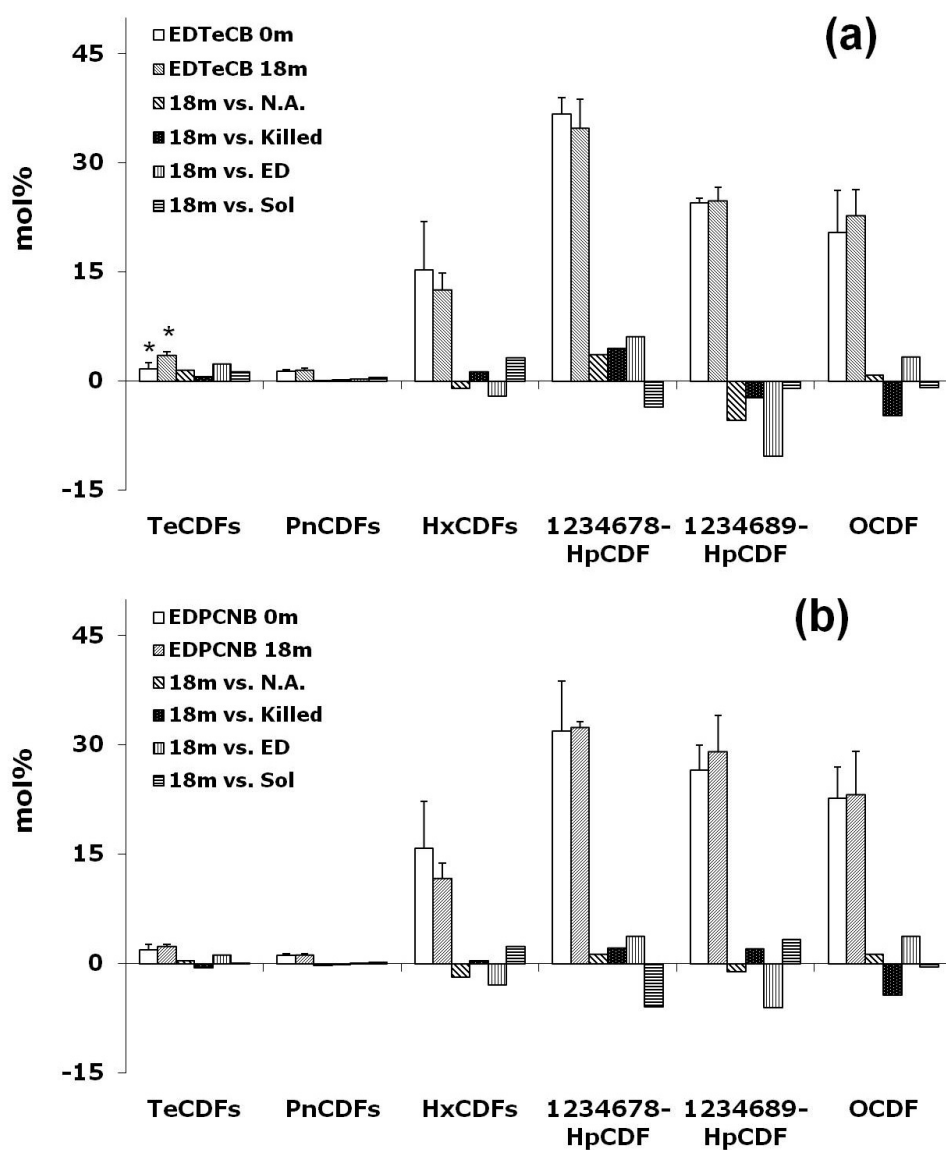 (a)
EDTeCB 0m
EDTeCB 18m
18m vs. N.A.
18m vs. Killed
18m vs. ED
18m vs. Sol
45
30
15
0
-15
mol%
* *
TeCDFs PnCDFs HxCDFs 1234678- 1234689- OCDF
HpCDF HpCDF
(b)
EDPCNB 0m
EDPCNB 18m
18m vs. N.A.
18m vs. Killed
18m vs. ED
18m vs. Sol
45
30
15
0
-15
mol%
TeCDFs PnCDFs HxCDFs 1234678- 1234689- OCDF
HpCDF HpCDF